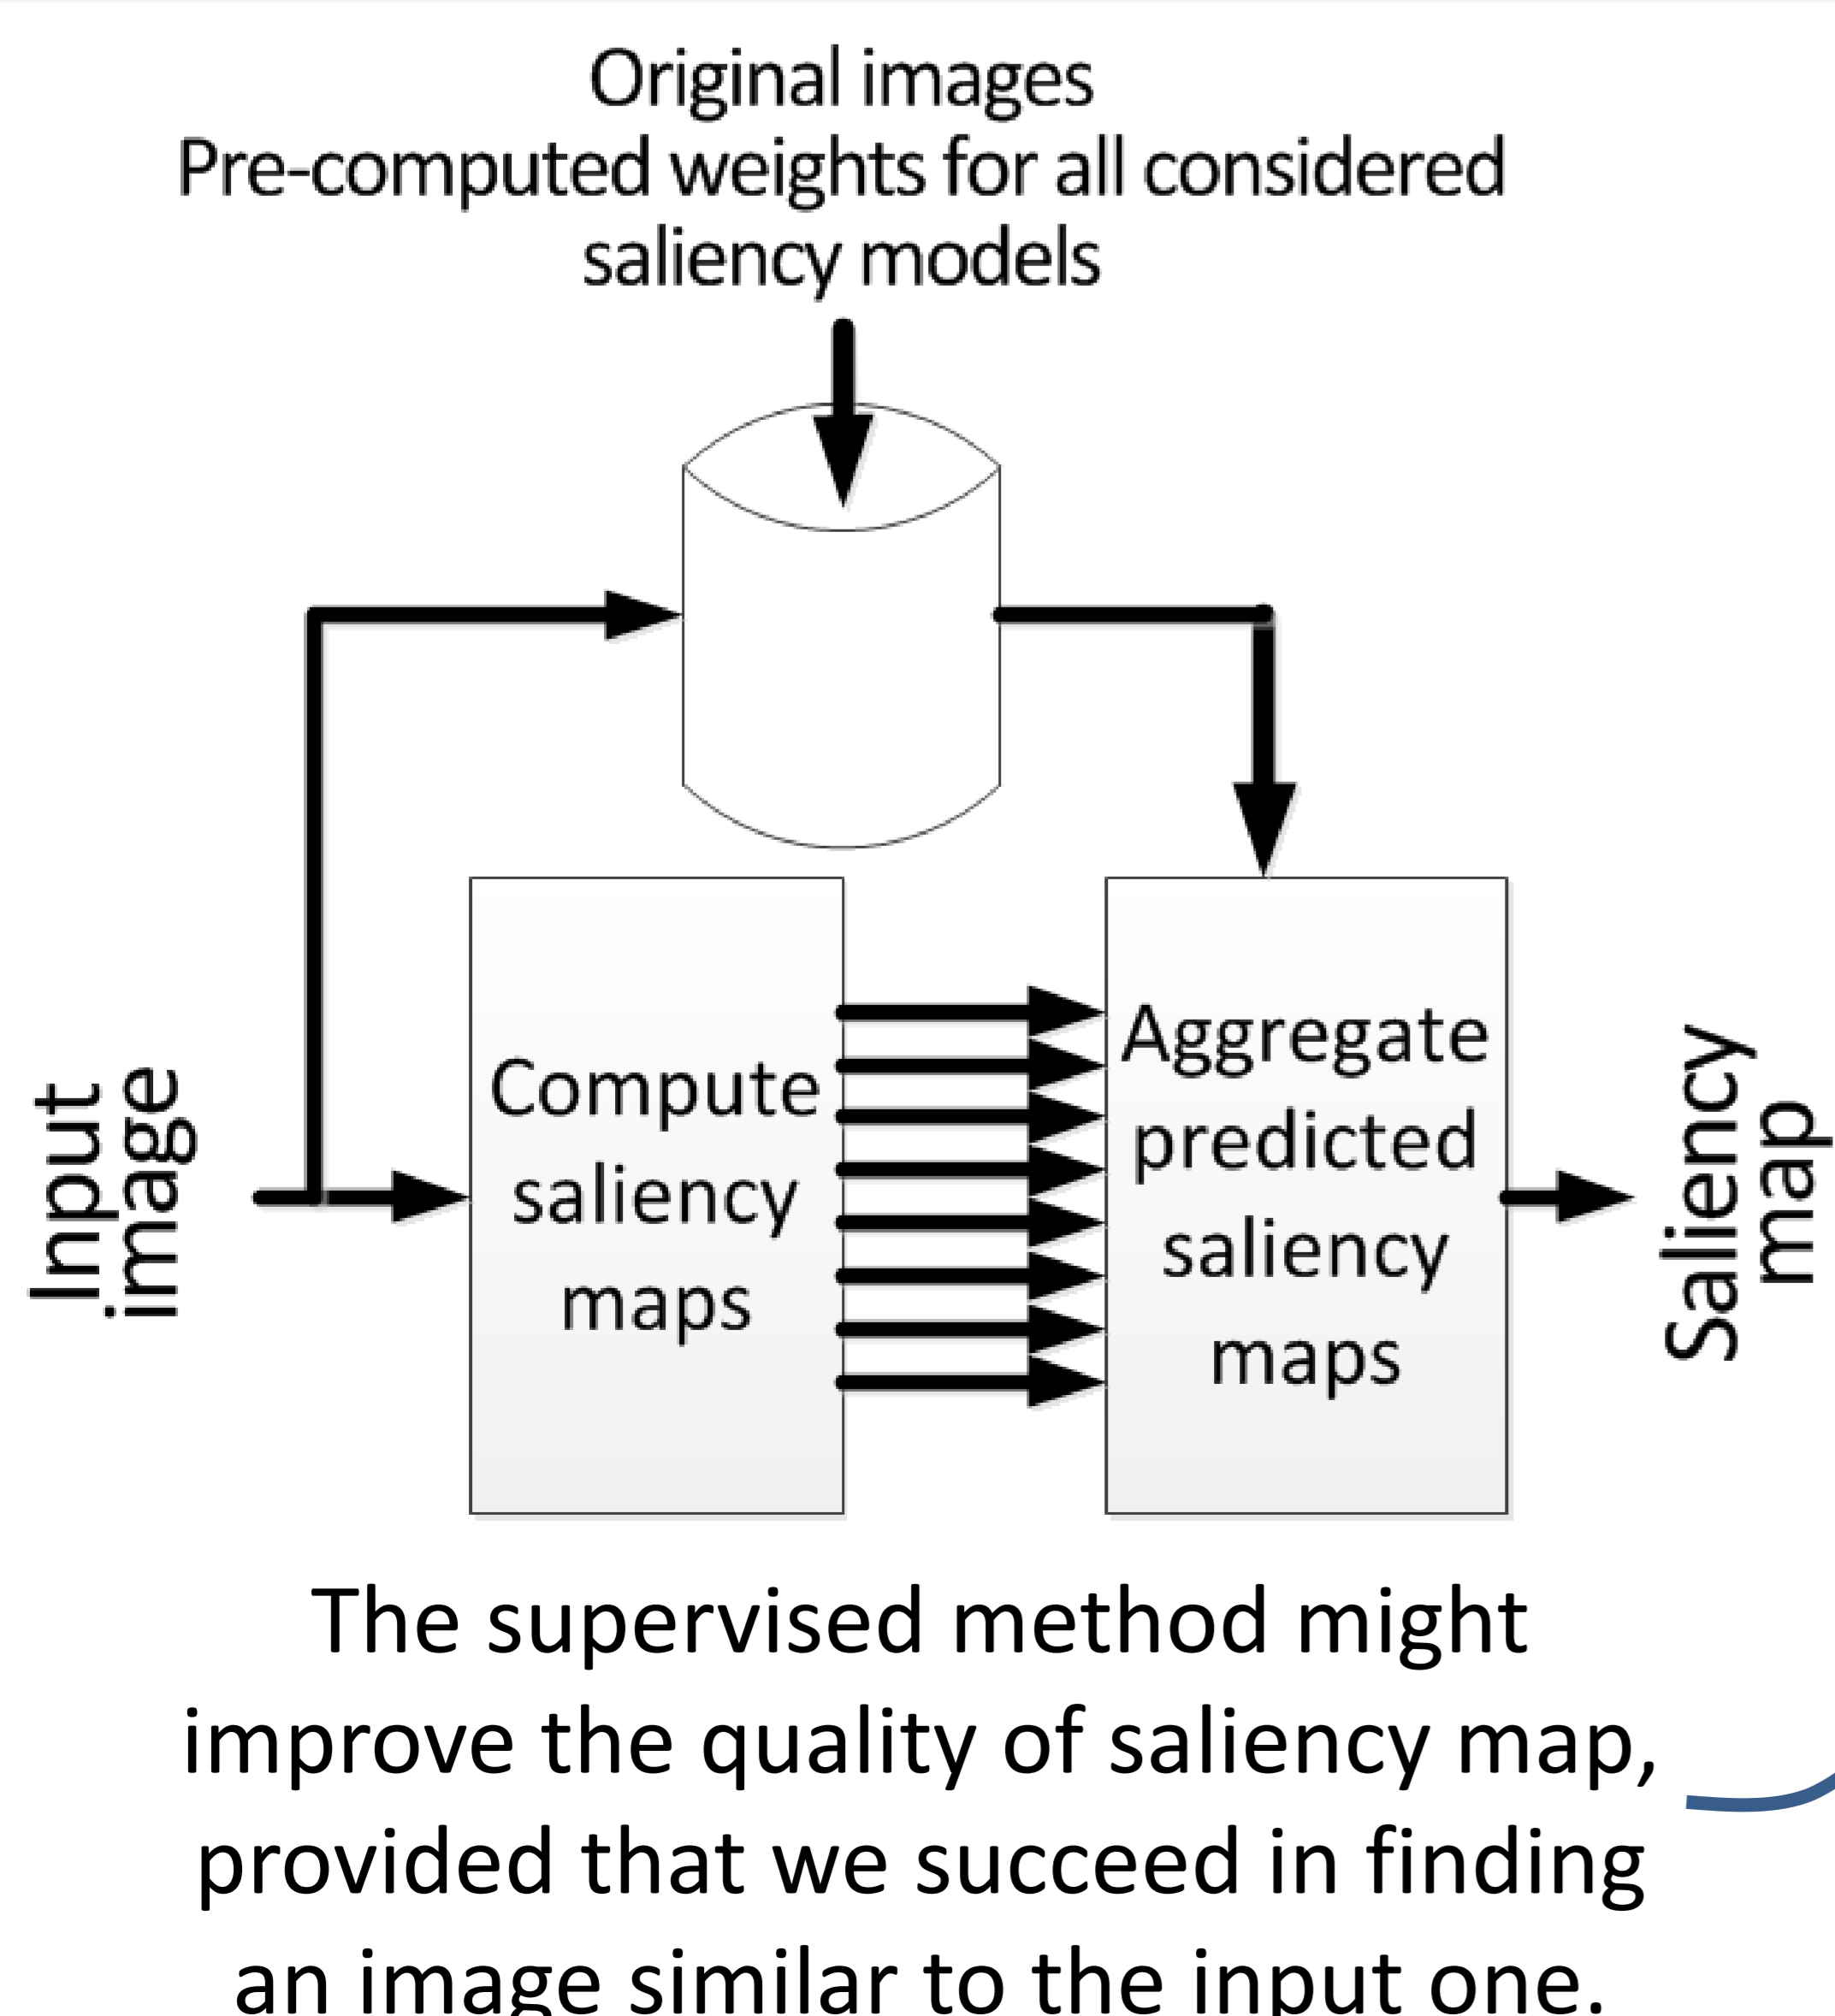 Original images
Pre-computed weights for all considered
saliency models
Input
image
Compute
saliency
maps
Aggregate
predicted
saliency
maps
Saliency
map
The supervised method might
improve the quality of saliency map,
provided that we succeed in finding
an image similar to the input one.